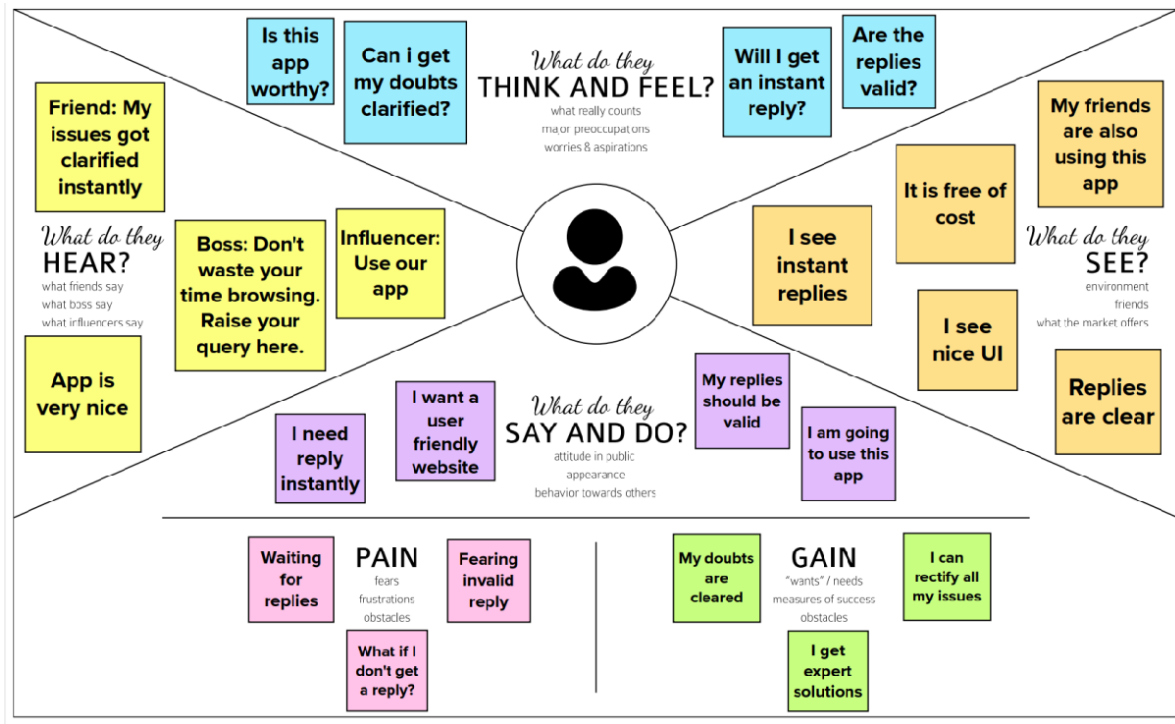 Is this
app
worthy?
Can i get
my doubts
clarified?
What do they
THINK AND FEEL?
what really counts
major preoccupations
worries & aspirations
Will I get
an instant
reply?
Are the
replies
valid?
Friend: My
issues got
clarified
instantly
What do they
HEAR?
what friends say
what boss say
what influencers say
Boss: Don't
waste your
time browsing.
Raise your
query here.
Influencer:
Use our
app
App is
very nice
My friends
are also
using this
app
It is free of
cost
I see
instant
replies
What do they
SEE?
environment
friends
what the market offers
I see
nice UI
Replies
are clear
I need
reply
instantly
I want a
user
friendly
website
What do they
SAY AND DO?
attitude in public
appearance
behavior towards others
My replies
should be
valid
I am going
to use this
app
Waiting
for
replies
PAIN
fears
frustrations
obstacles
Fearing
invalid
reply
What if I
don't get
a reply?
My doubts
are
cleared
GAIN
"wants" / needs
measures of success
obstacles
I can
rectify all
my issues
I get
expert
solutions